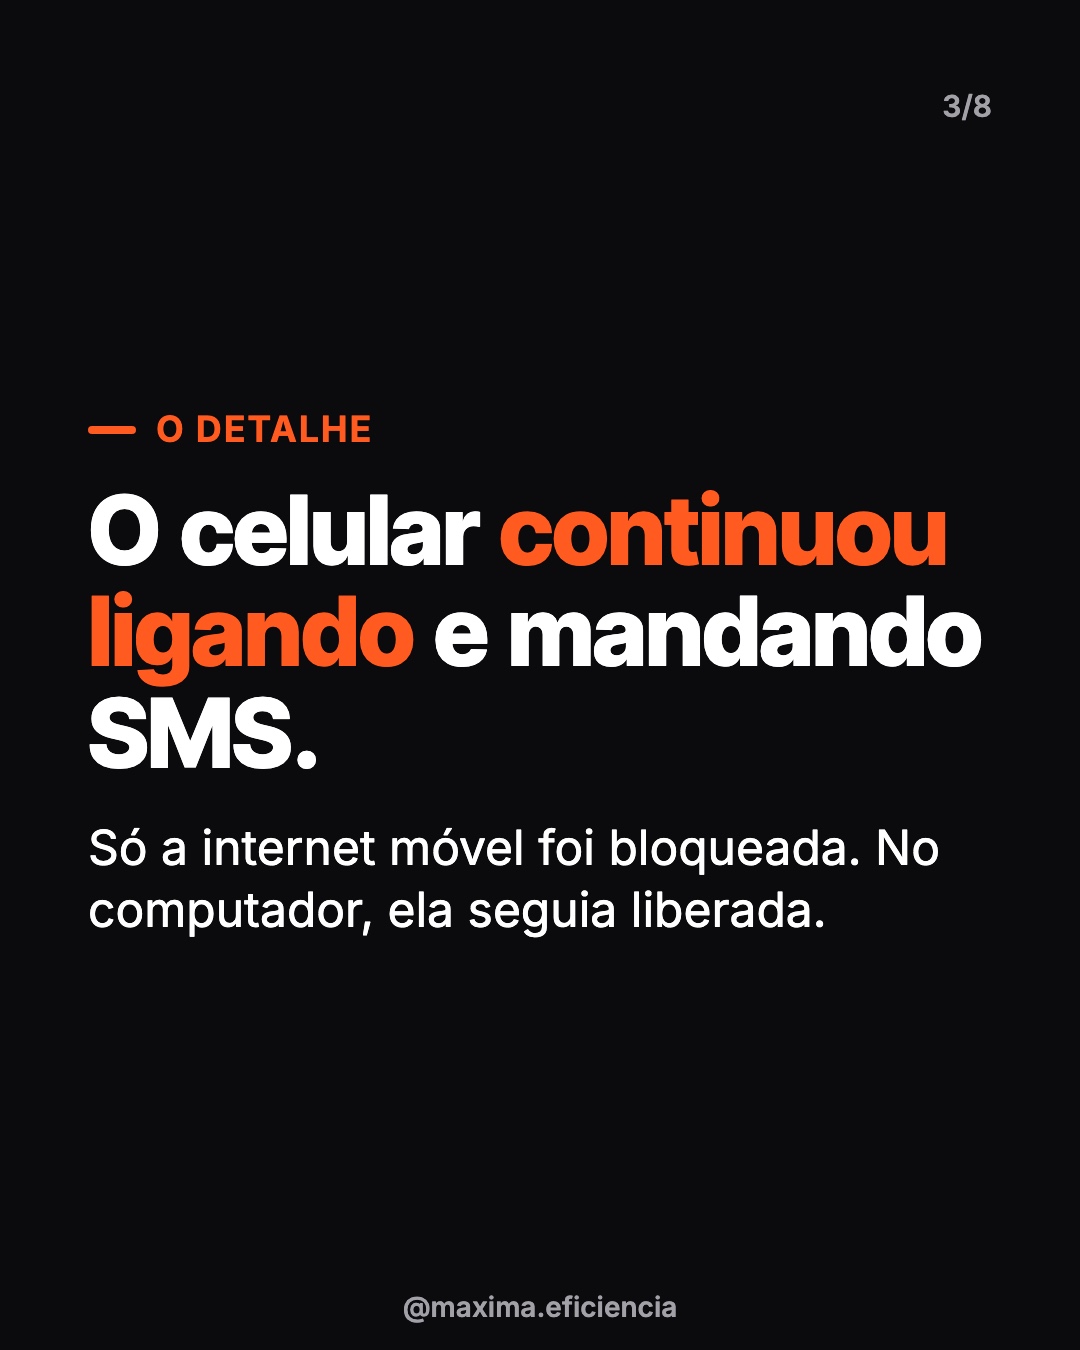 3/8
O DETALHE
O celular continuou
ligando e mandando
SMS.
Só a internet móvel foi bloqueada. No
computador, ela seguia liberada.
@maxima.eficiencia